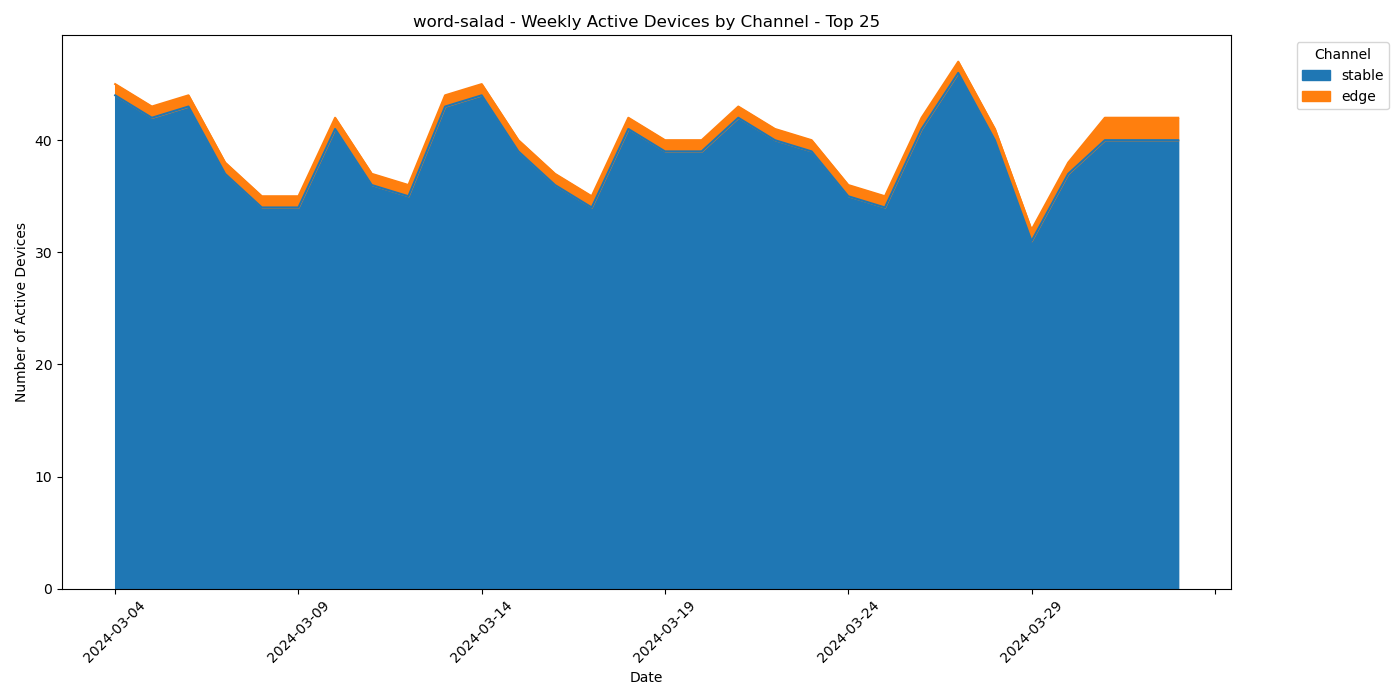 word-salad - Weekly Active Devices by Channel - Top 25
Channel
stable
edge
Number of Active Devices
40
30
20
10
0
2024-03-04
2024-03-09
2024-03-14
2024-03-19
2024-03-24
2024-03-29
Date